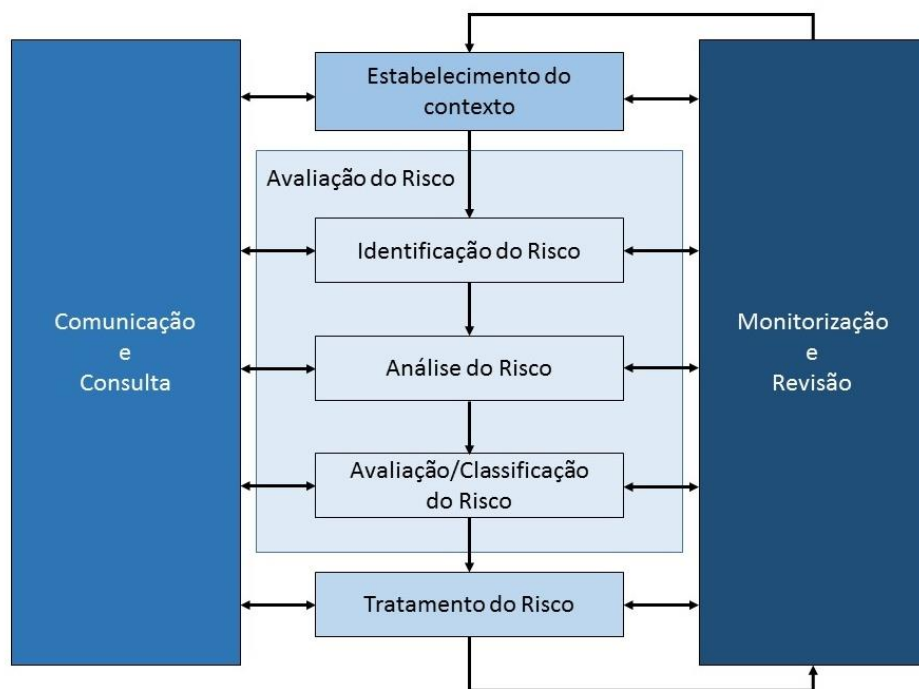 Estabelecimento do
contexto
Avaliação do Risco
Identificação do Risco
Comunicação
e
Consulta
Monitorização
e
Revisão
Análise do Risco
Avaliação/Classificação
do Risco
Tratamento do Risco